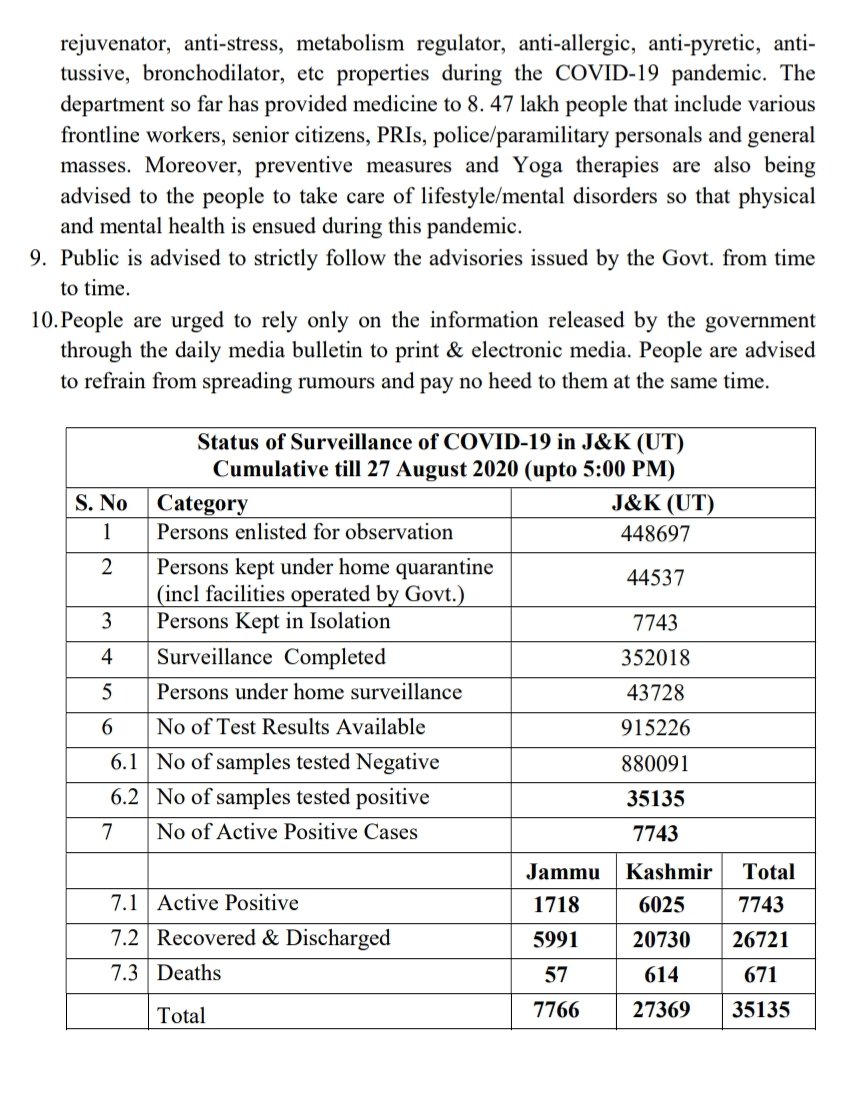 rejuvenator, anti-stress, metabolism regulator, anti-allergic, anti-pyretic, anti-
tussive, bronchodilator, etc properties during the COVID-19 pandemic. The
department so far has provided medicine to 8. 47 lakh people that include various
frontline workers, senior citizens, PRIs, police/paramilitary personals and general
masses. Moreover, preventive measures and Yoga therapies are also being
advised to the people to take care of lifestyle/mental disorders so that physical
and mental health is ensued during this pandemic.
9. Public is advised to strictly follow the advisories issued by the Govt. from time
to time.
10.People are urged to rely only on the information released by the government
through the daily media bulletin to print & electronic media. People are advised
to refrain from spreading rumours and pay no heed to them at the same time.
Status of Surveillance of COVID-19 in J&K (UT)
Cumulative till 27 August 2020 (upto 5:00 PM)
S. No Category J&K (UT)
1 Persons enlisted for observation 448697
2 Persons kept under home quarantine
(incl facilities operated by Govt.) 44537
3 Persons Kept in Isolation 7743
4 Surveillance Completed 352018
5 Persons under home surveillance 43728
6 No of Test Results Available 915226
6.1 No of samples tested Negative 880091
6.2 No of samples tested positive 35135
7 No of Active Positive Cases 7743
Jammu Kashmir Total
7.1 Active Positive 1718 6025 7743
7.2 Recovered & Discharged 5991 20730 26721
7.3 Deaths 57 614 671
Total 7766 27369 35135